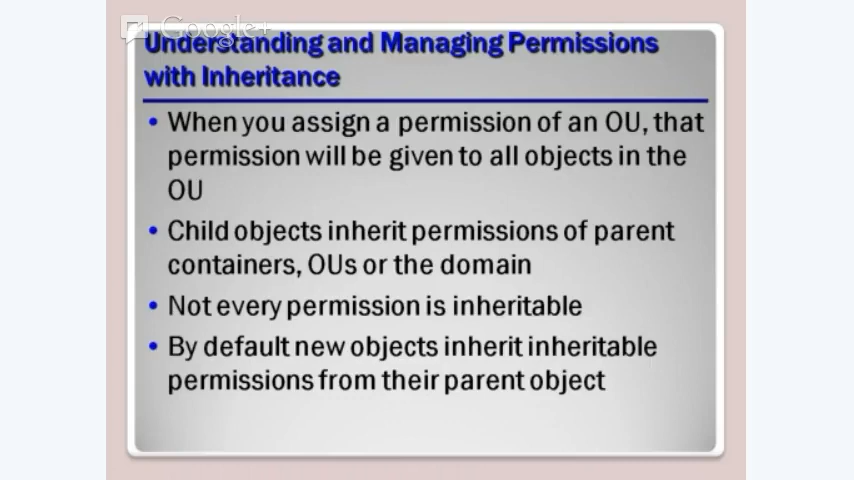 Google+
Understanding and Managing Permissions
with Inheritance
• When you assign a permission of an OU, that
permission will be given to all objects in the
OU
• Child objects inherit permissions of parent
containers, OUs or the domain
• Not every permission is inheritable
• By default new objects inherit inheritable
permissions from their parent object